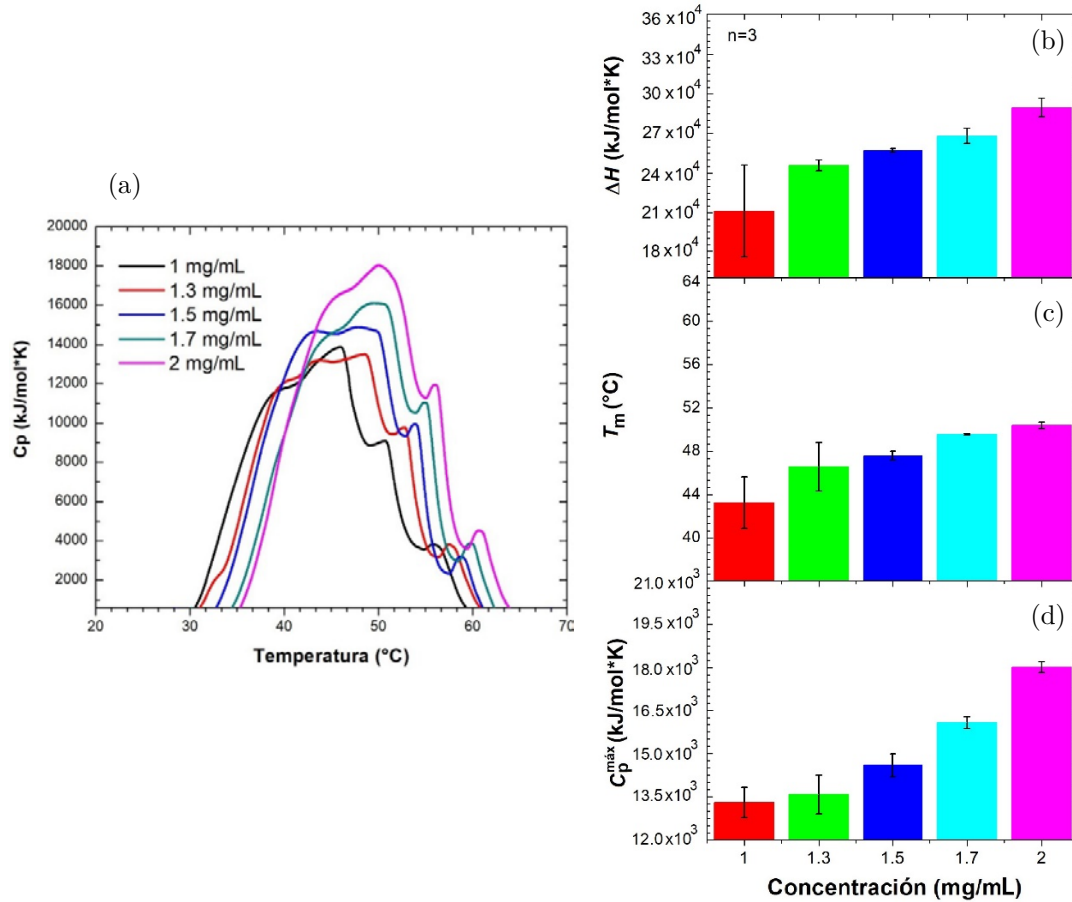 (a)
20000
18000
16000
14000
12000
10000
8000
6000
4000
2000
Cp (kJ/mol*K)
1 mg/mL
1.3 mg/mL
1.5 mg/mL
1.7 mg/mL
2 mg/mL
20 30 40 50 60 70
Temperatura (°C)
(b)
n=3
36 x10⁴
33 x10⁴
30 x10⁴
27 x10⁴
24 x10⁴
21 x10⁴
18 x10⁴
ΔH (kJ/mol*K)
(c)
64
60
56
52
48
44
40
Tm (°C)
(d)
21.0 x10³
19.5 x10³
18.0 x10³
16.5 x10³
15.0 x10³
13.5 x10³
12.0 x10³
Cp máx (kJ/mol*K)
1 1.3 1.5 1.7 2
Concentración (mg/mL)